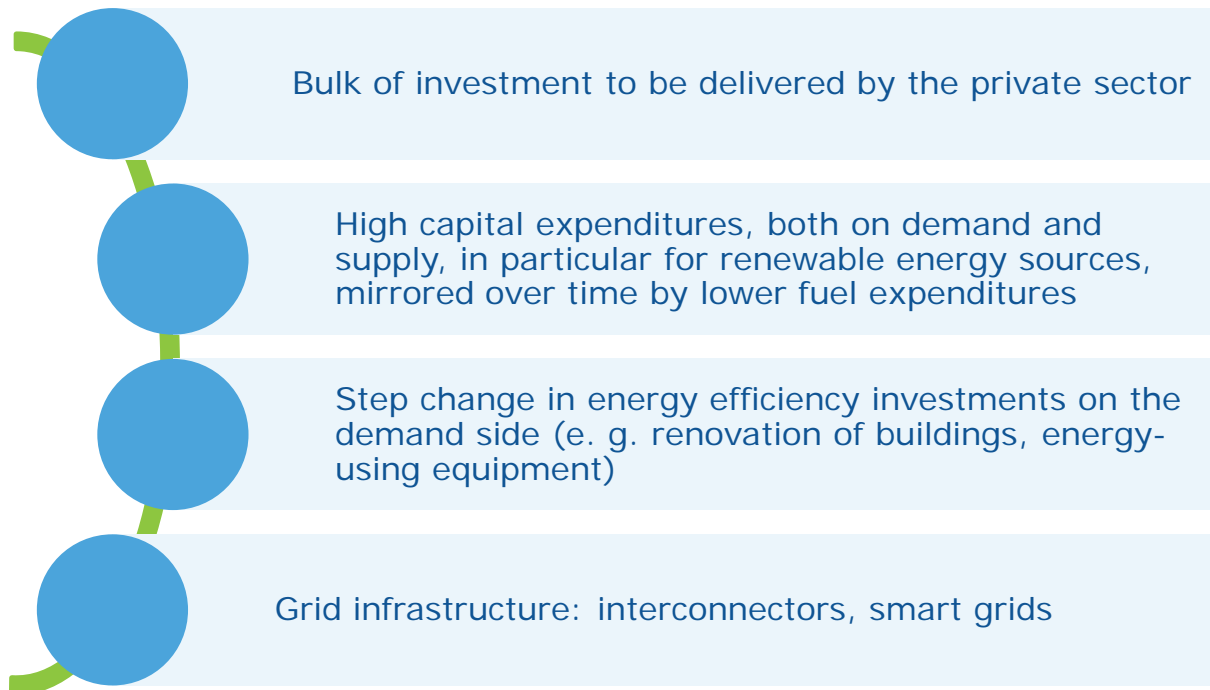 Bulk of investment to be delivered by the private sector
High capital expenditures, both on demand and
supply, in particular for renewable energy sources,
mirrored over time by lower fuel expenditures
Step change in energy efficiency investments on the
demand side (e. g. renovation of buildings, energy-
using equipment)
Grid infrastructure: interconnectors, smart grids